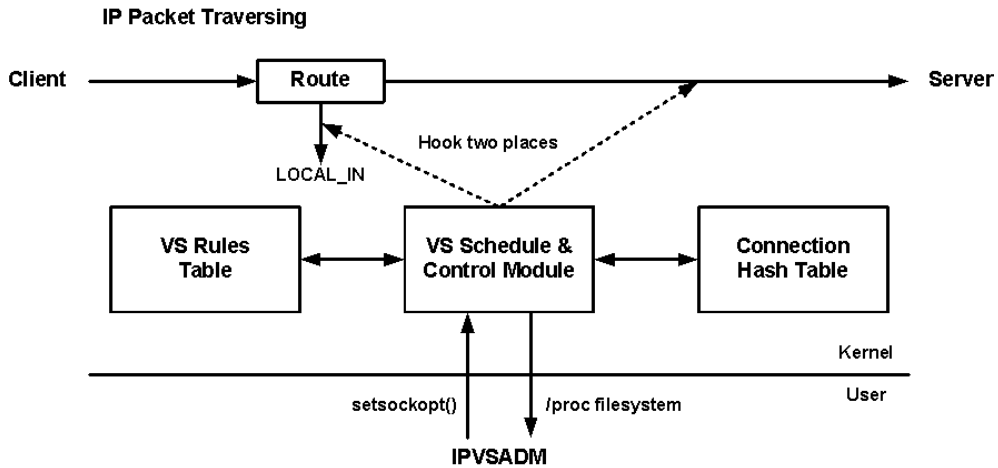 IP Packet Traversing
Client
Route
Server
Hook two places
LOCAL_IN
VS Rules
Table
VS Schedule &
Control Module
Connection
Hash Table
Kernel
User
setsockopt()
/proc filesystem
IPVSADM